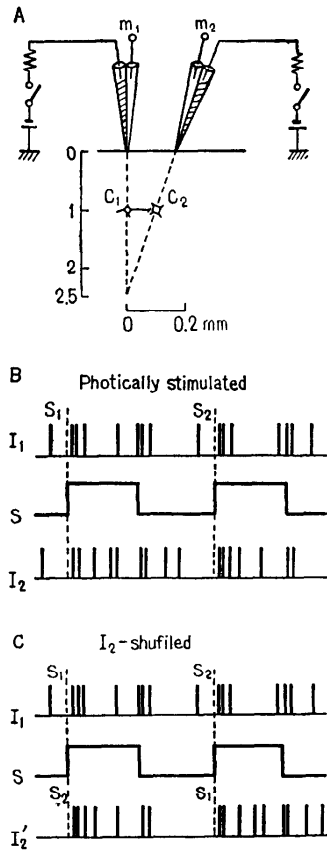 A
m1 m2
0
C1 C2
1
2
2.5
0 0.2 mm
B
Photically stimulated
S1 S2
I1
S
I2
C I2-shufiled
S1 S2
I1
S
S2 S1
I2'